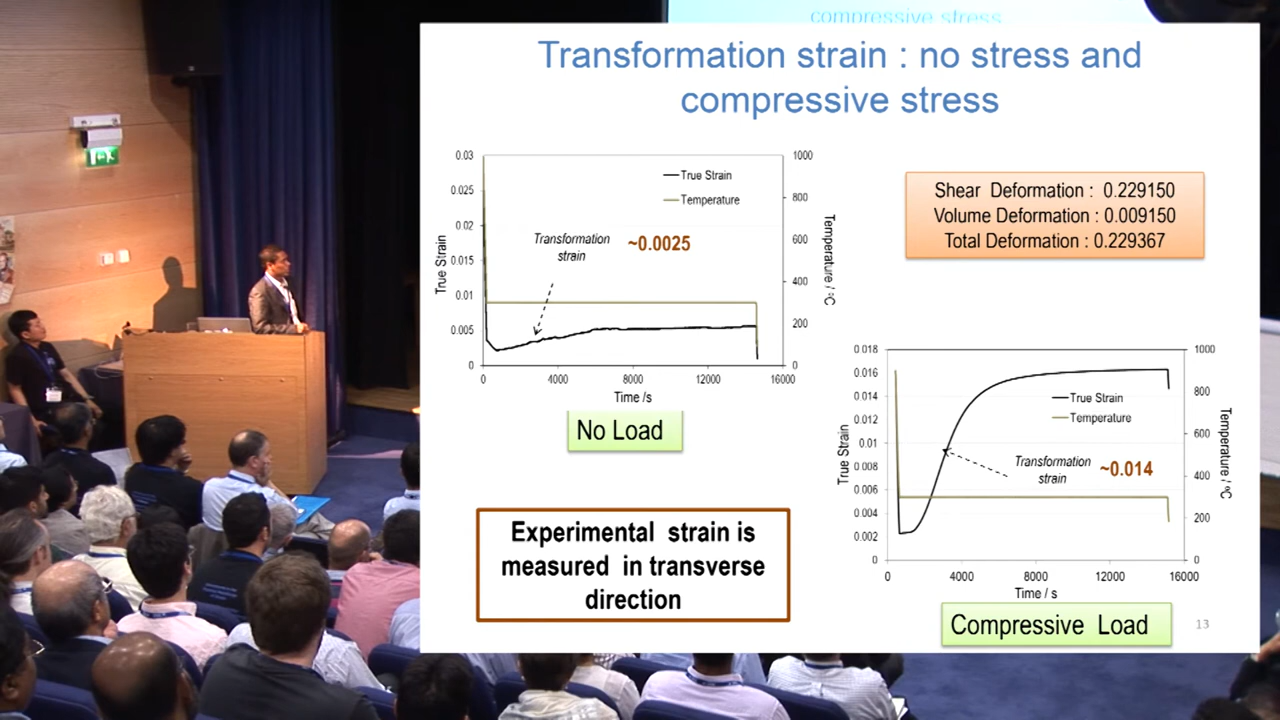 compressive stress
Transformation strain : no stress and
compressive stress
0.03
0.025
0.02
0.015
0.01
0.005
0
True Strain
1000
800
600
400
200
0
Temperature / ºC
True Strain
Temperature
Transformation
strain
~0.0025
0
4000
8000
12000
16000
Time /s
No Load
Shear Deformation : 0.229150
Volume Deformation : 0.009150
Total Deformation : 0.229367
0.018
0.016
0.014
0.012
0.01
0.008
0.006
0.004
0.002
0
True Strain
1000
800
600
400
200
0
Temperature / ºC
True Strain
Temperature
Transformation
strain
~0.014
0
4000
8000
12000
16000
Time / s
Compressive Load
Experimental strain is
measured in transverse
direction
13